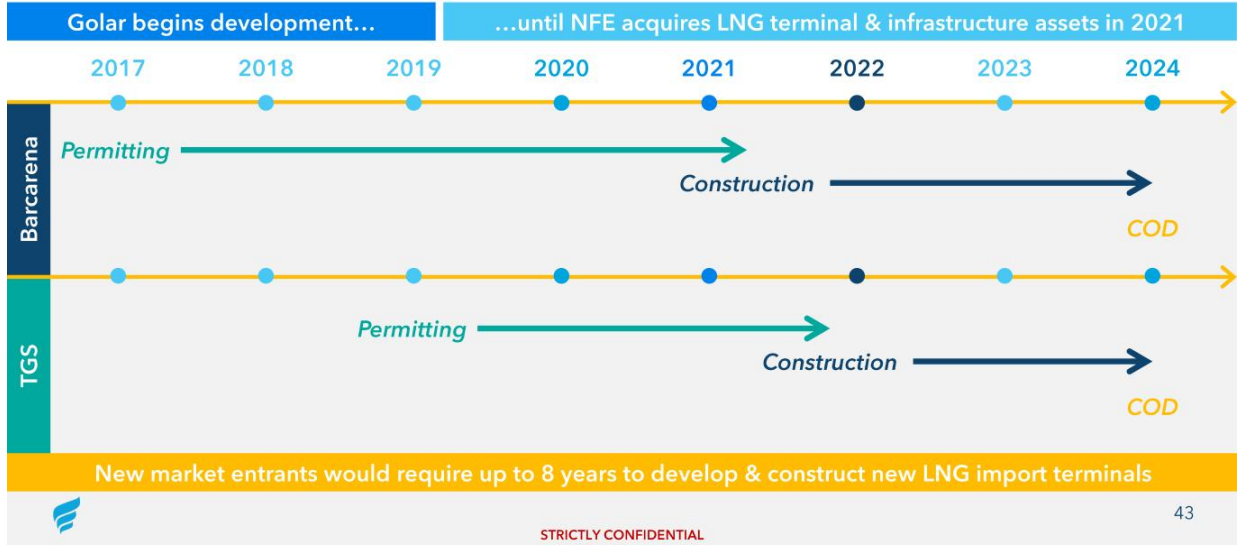 Golar begins development...
...until NFE acquires LNG terminal & infrastructure assets in 2021
2017 2018 2019 2020 2021 2022 2023 2024
Barcarena
Permitting
Construction
COD
TGS
Permitting
Construction
COD
New market entrants would require up to 8 years to develop & construct new LNG import terminals
43
STRICTLY CONFIDENTIAL